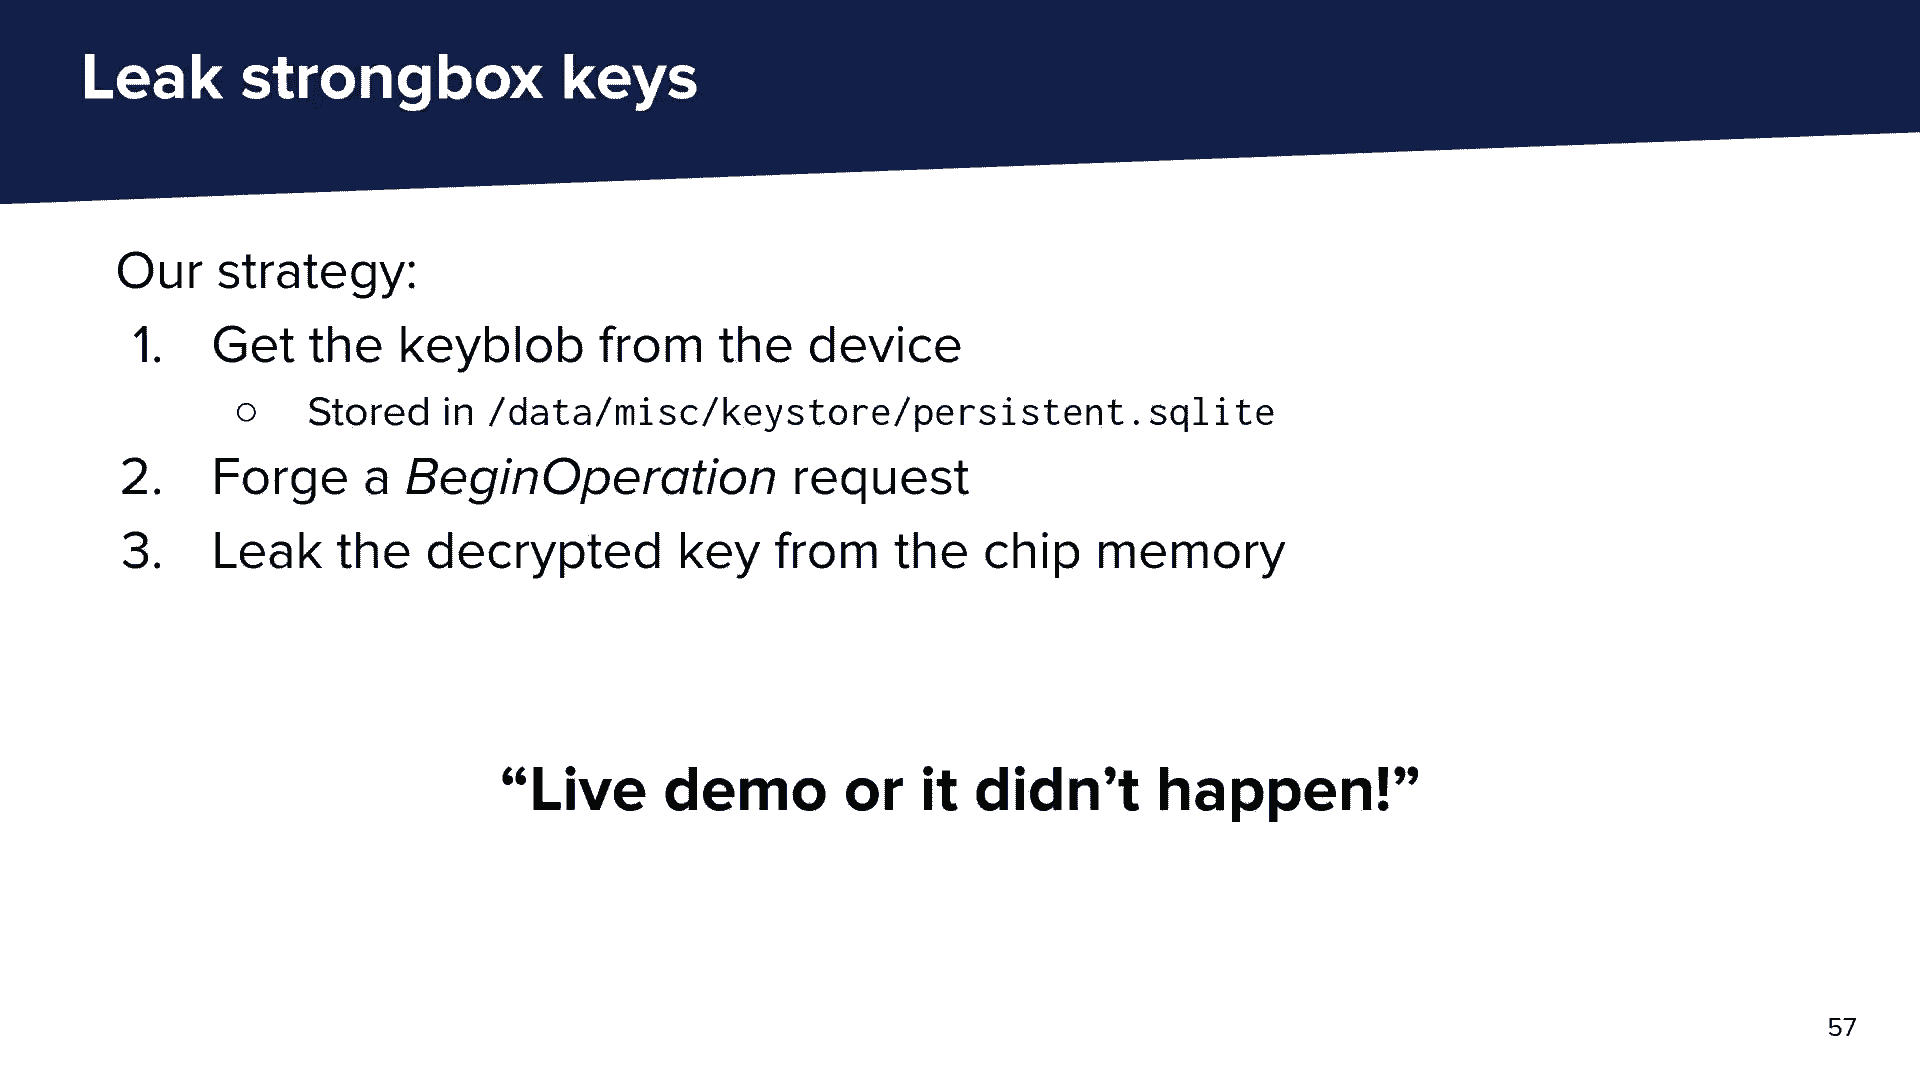 Leak strongbox keys
Our strategy:
1. Get the keyblob from the device
○ Stored in /data/misc/keystore/persistent.sqlite
2. Forge a BeginOperation request
3. Leak the decrypted key from the chip memory
“Live demo or it didn’t happen!”
57